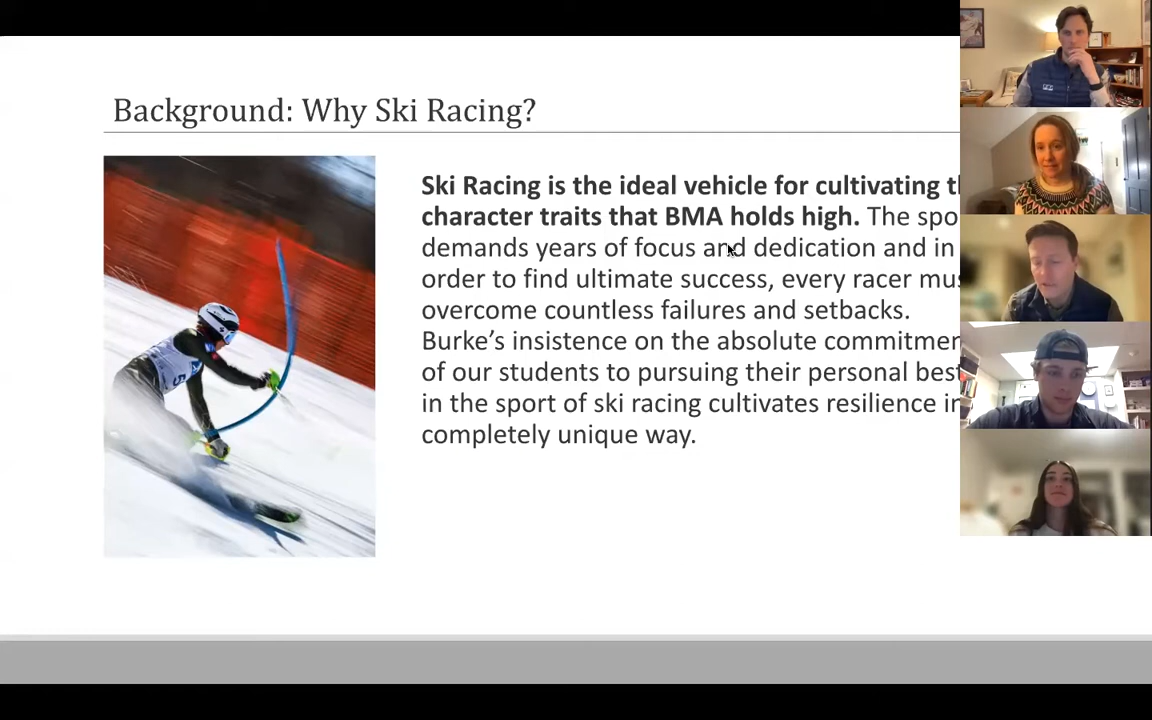 Background: Why Ski Racing?
Ski Racing is the ideal vehicle for cultivating
character traits that BMA holds high. The
demands years of focus and dedication and in
order to find ultimate success, every racer
overcome countless failures and setbacks.
Burke’s insistence on the absolute
of our students to pursuing their personal
in the sport of ski racing cultivates resilience
completely unique way.
5